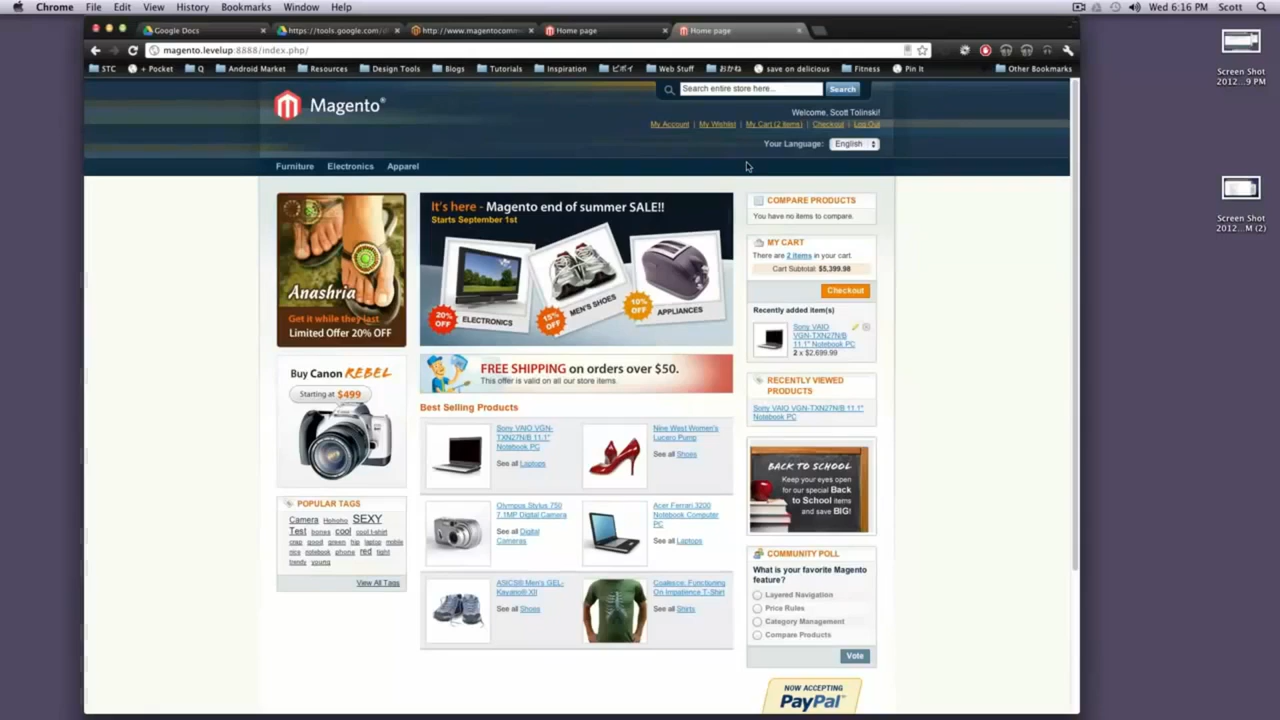 Chrome File Edit View History Bookmarks Window Help
Wed 6:16 PM Scott
Google Docs
https://tools.google.com/d
http://www.magentocomm
Home page
Home page
magento.levelup:8888/index.php/
STC + Pocket Q Android Market Resources Design Tools Blogs Tutorials Inspiration Web Stuff おかね save on delicious Fitness Pin It Other Bookmarks
Screen Shot
2012...9 PM
Screen Shot
2012...M (2)
Magento®
Search entire store here...
Search
Welcome, Scott Tolinski!
My Account | My Wishlist | My Cart (2 items) | Checkout | Log Out
Your Language: English
Furniture Electronics Apparel
Anashria
Get it while they last
Limited Offer 20% OFF
Buy Canon REBEL
Starting at $499
POPULAR TAGS
Camera Hohoho SEXY
Test bones cool cool t-shirt
crap good green hip laptop mobile
nice notebook phone red tight
trendy young
View All Tags
It's here - Magento end of summer SALE!!
Starts September 1st
20% OFF
ELECTRONICS
15% OFF
MEN'S SHOES
10% OFF
APPLIANCES
FREE SHIPPING on orders over $50.
This offer is valid on all our store items.
Best Selling Products
Sony VAIO VGN-
TXN27N/B 11.1"
Notebook PC
See all Laptops
Nine West Women's
Lucero Pump
See all Shoes
Olympus Stylus 750
7.1MP Digital Camera
See all Digital
Cameras
Acer Ferrari 3200
Notebook Computer
PC
See all Laptops
ASICS® Men's GEL-
Kayano® XII
See all Shoes
Coalesce: Functioning
On Impatience T-Shirt
See all Shirts
COMPARE PRODUCTS
You have no items to compare.
MY CART
There are 2 items in your cart.
Cart Subtotal: $5,399.98
Checkout
Recently added item(s)
Sony VAIO
VGN-TXN27N/B
11.1" Notebook PC
2 x $2,699.99
RECENTLY VIEWED
PRODUCTS
Sony VAIO VGN-TXN27N/B 11.1"
Notebook PC
BACK TO SCHOOL
Keep your eyes open
for our special Back
to School items
and save BIG!
COMMUNITY POLL
What is your favorite Magento
feature?
Layered Navigation
Price Rules
Category Management
Compare Products
Vote
NOW ACCEPTING
PayPal